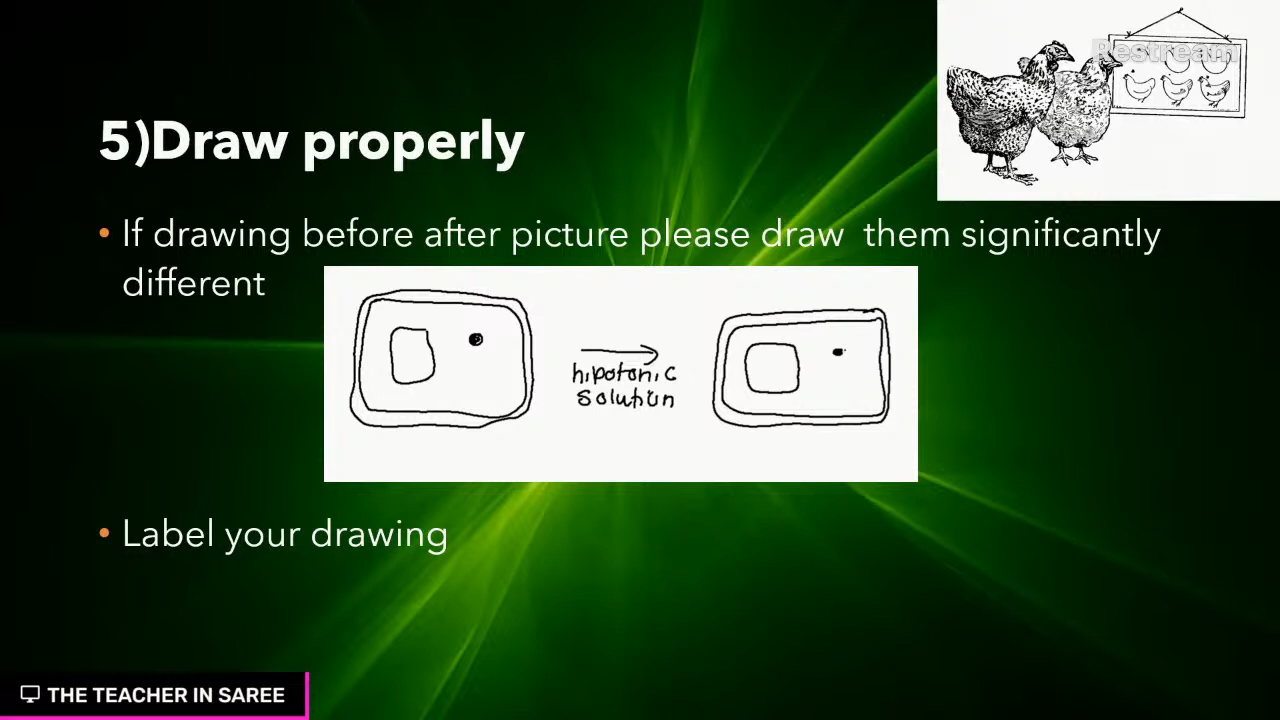 Restream
5)Draw properly
• If drawing before after picture please draw  them significantly
different
hipotonic
solution
• Label your drawing
THE TEACHER IN SAREE